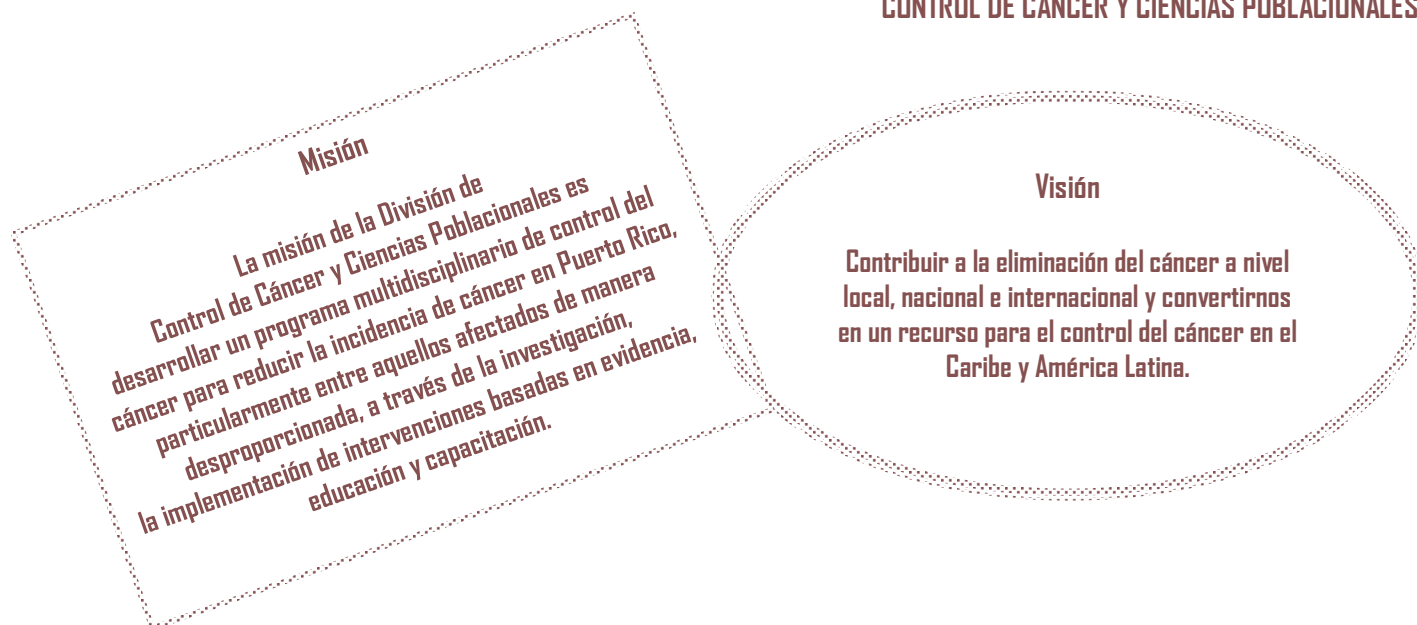 CONTROL DE CÁNCER Y CIENCIAS POBLACIONALES
Misión
La misión de la División de
Control de Cáncer y Ciencias Poblacionales es
desarrollar un programa multidisciplinario de control del
cáncer para reducir la incidencia de cáncer en Puerto Rico,
particularmente entre aquellos afectados de manera
desproporcionada, a través de la investigación,
la implementación de intervenciones basadas en evidencia,
educación y capacitación.
Visión
Contribuir a la eliminación del cáncer a nivel
local, nacional e internacional y convertirnos
en un recurso para el control del cáncer en el
Caribe y América Latina.